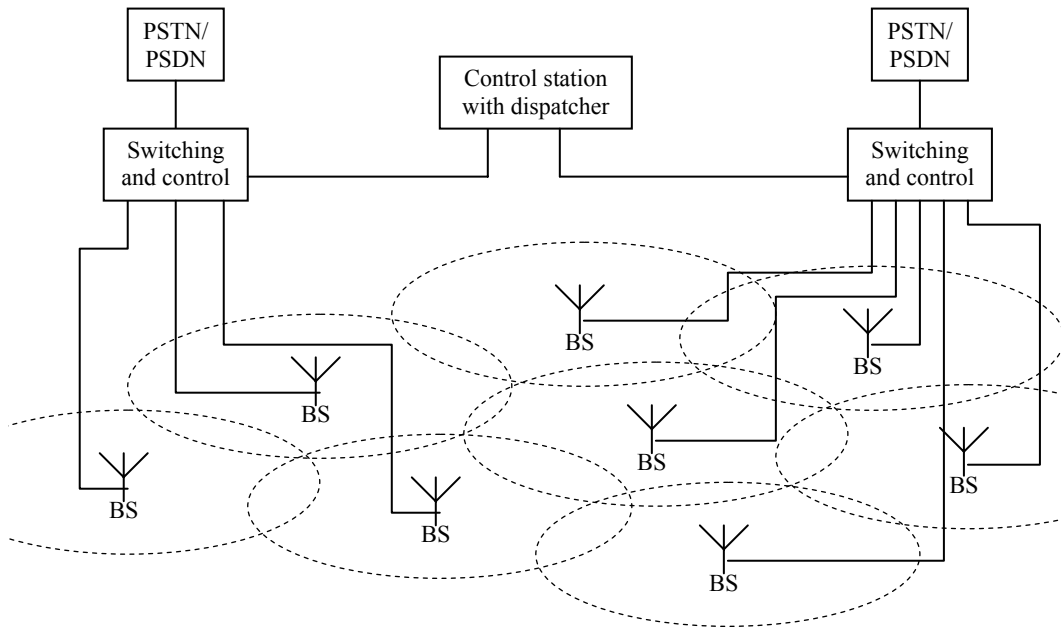 PSTN/
PSDN
PSTN/
PSDN
Control station
with dispatcher
Switching
and control
Switching
and control
BS
BS
BS
BS
BS
BS
BS
BS